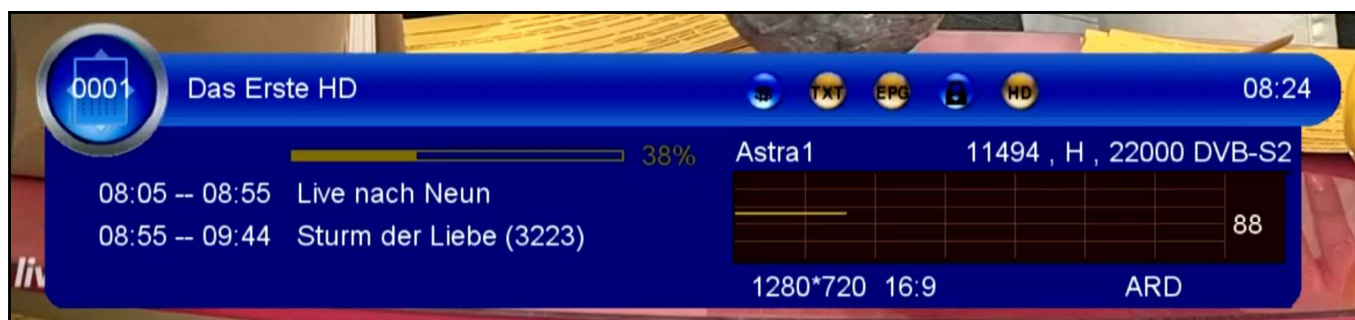 0001
Das Erste HD
# TXT EPG HD
08:24
38%
Astra1 11494 , H , 22000 DVB-S2
08:05 -- 08:55 Live nach Neun
08:55 -- 09:44 Sturm der Liebe (3223)
88
1280*720 16:9 ARD
liv